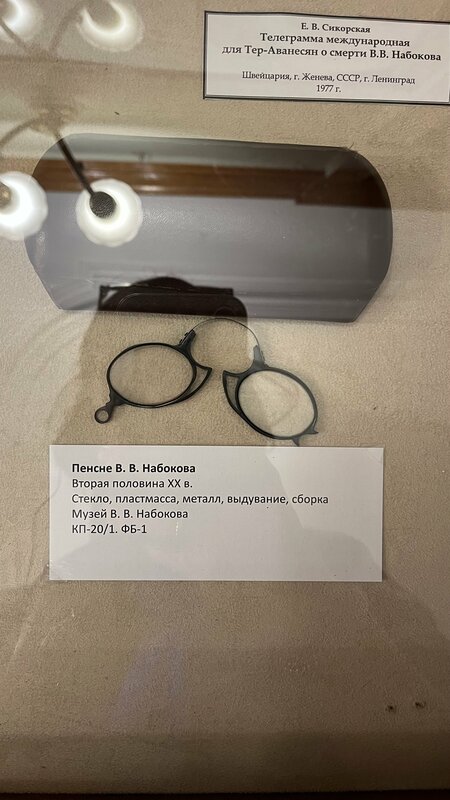 Е. В. Сикорская
Телеграмма международная
для Тер-Аванесян о смерти В.В. Набокова
Швейцария, г. Женева, СССР, г. Ленинград
1977 г.
Пенсне В. В. Набокова
Вторая половина XX в.
Стекло, пластмасса, металл, выдувание, сборка
Музей В. В. Набокова
КП-20/1. ФБ-1